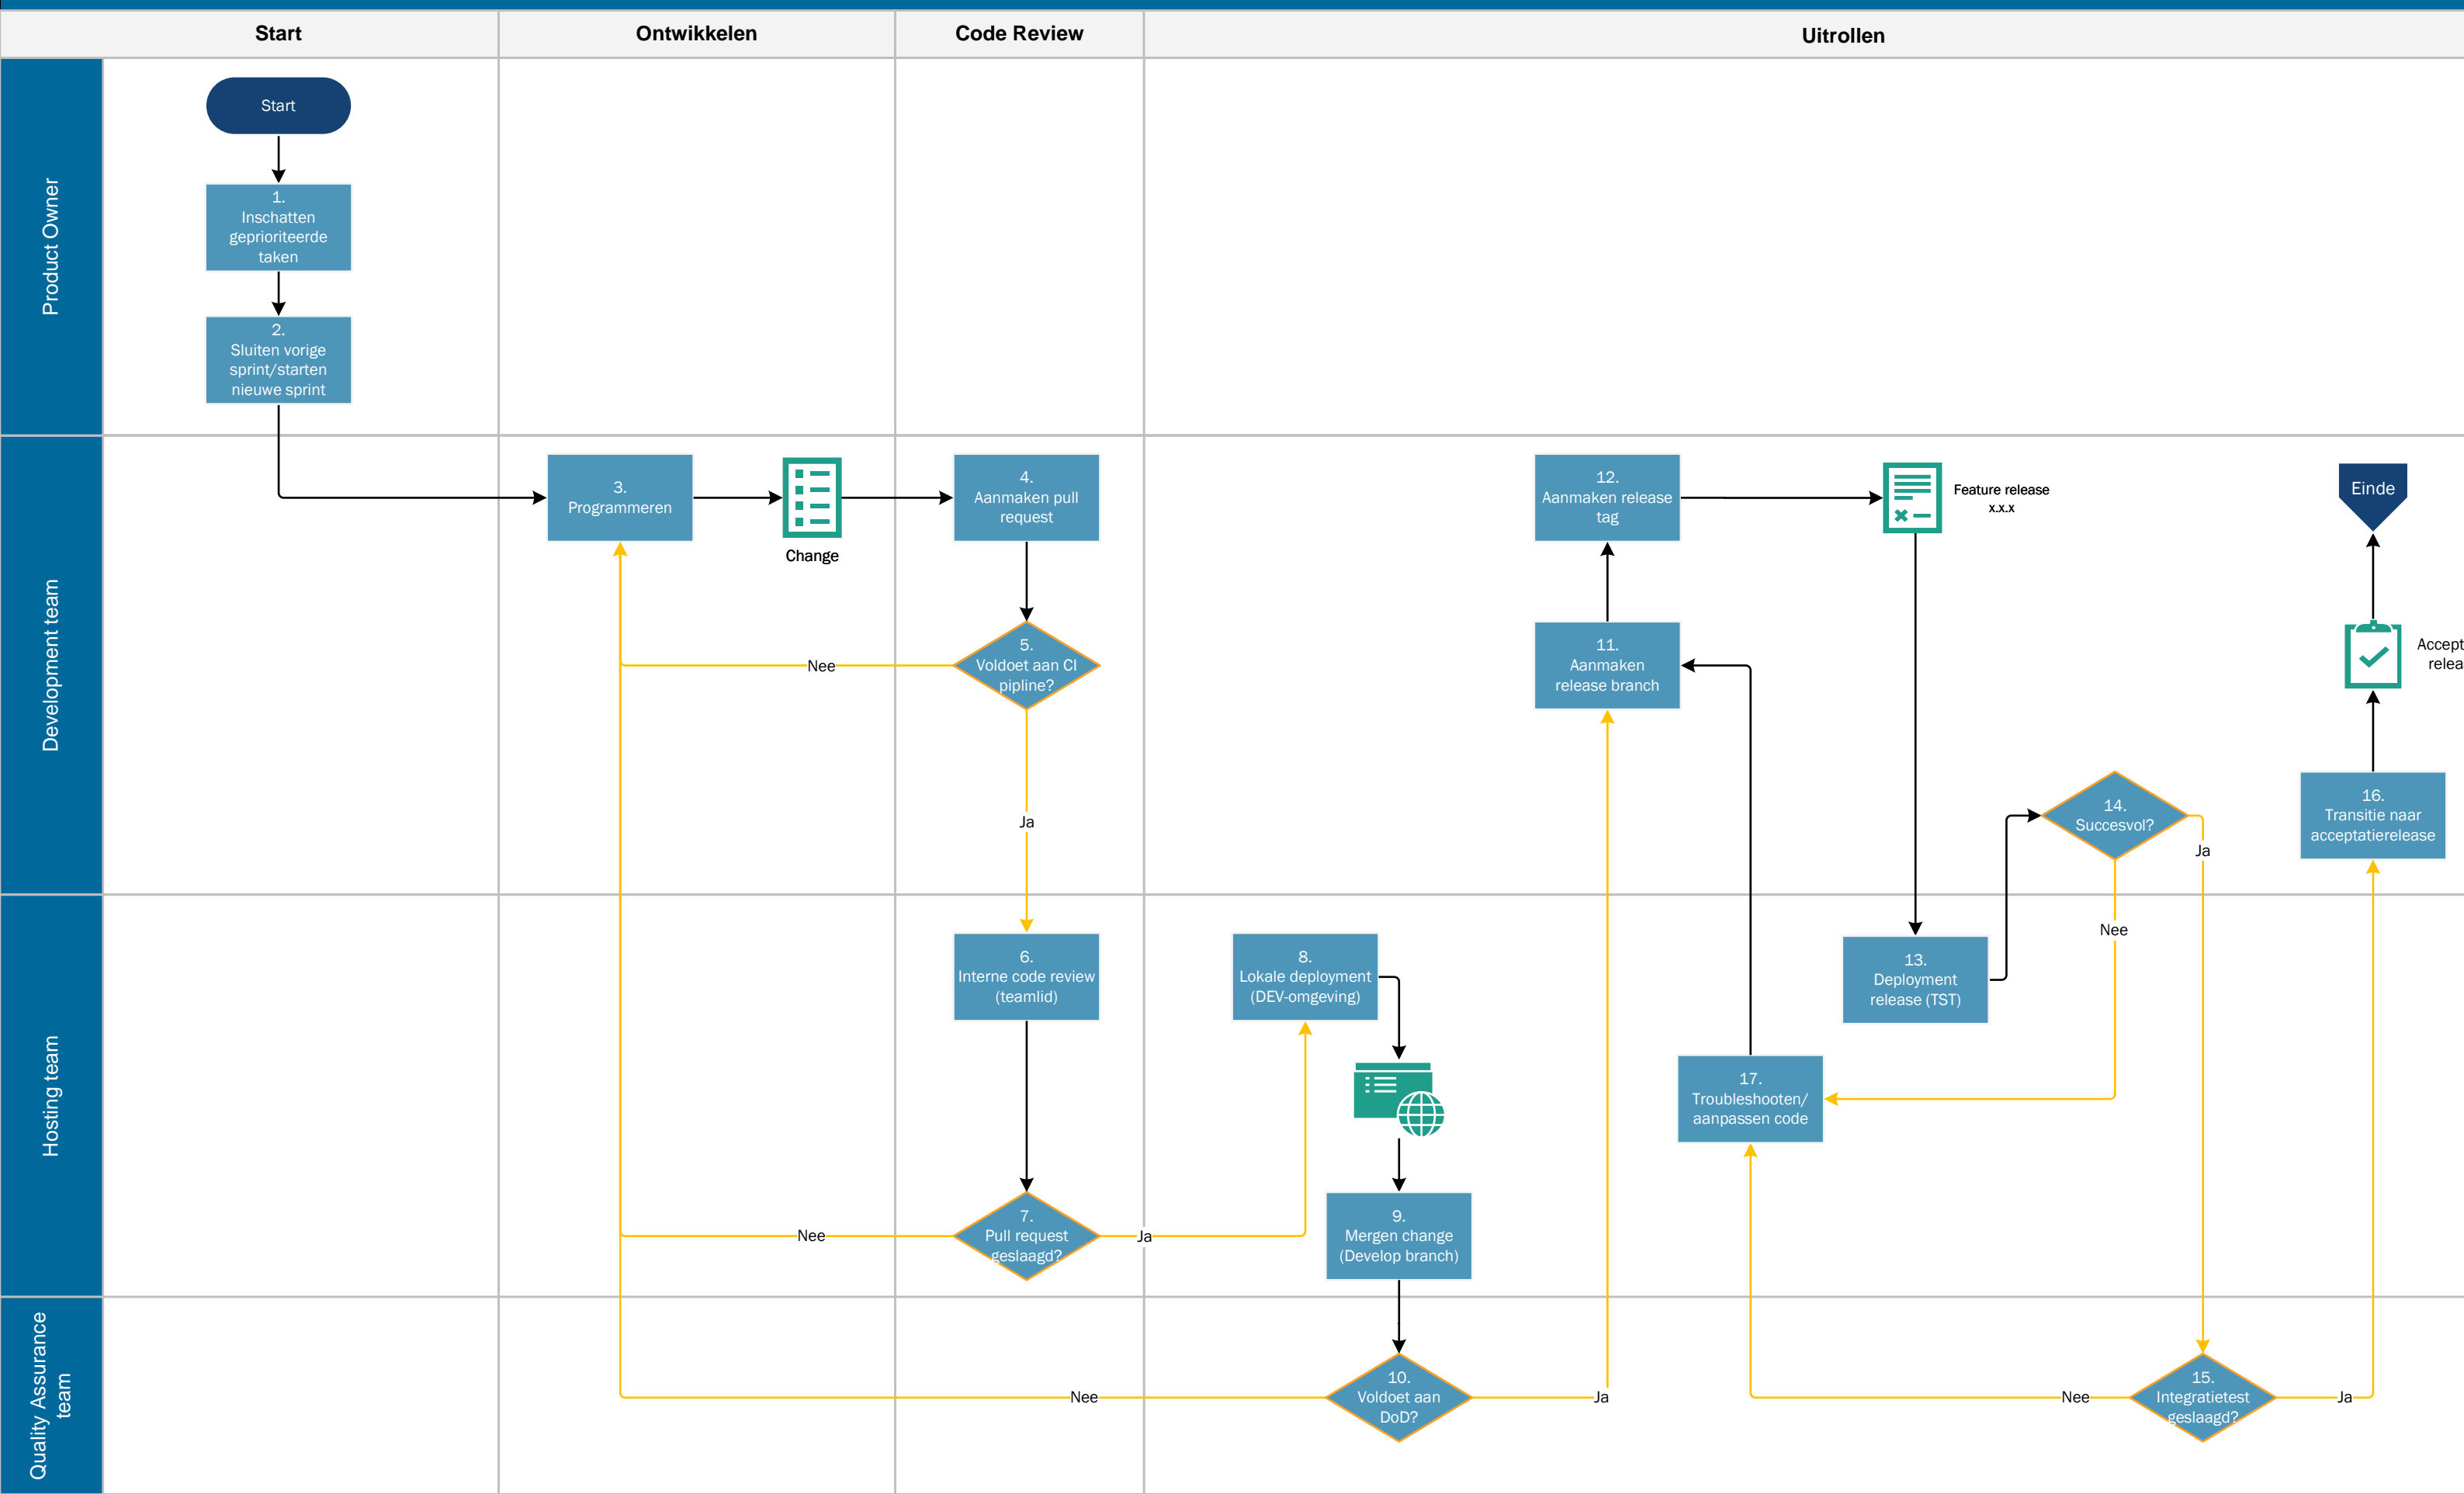 Start
Ontwikkelen
Code Review
Uitrollen
Product Owner
Start
1.
Inschatten
geprioriteerde
taken
2.
Sluiten vorige
sprint/starten
nieuwe sprint
Development team
3.
Programmeren
Change
4.
Aanmaken pull
request
5.
Voldoet aan CI
pipline?
Nee
Ja
12.
Aanmaken release
tag
Feature release
x.x.x
11.
Aanmaken
release branch
14.
Succesvol?
Ja
Nee
Einde
Accept
relea
16.
Transitie naar
acceptatierelease
Hosting team
6.
Interne code review
(teamlid)
7.
Pull request
geslaagd?
Nee
Ja
8.
Lokale deployment
(DEV-omgeving)
9.
Mergen change
(Develop branch)
13.
Deployment
release (TST)
17.
Troubleshooten/
aanpassen code
Quality Assurance
team
10.
Voldoet aan
DoD?
Nee
Ja
15.
Integratietest
geslaagd?
Nee
Ja